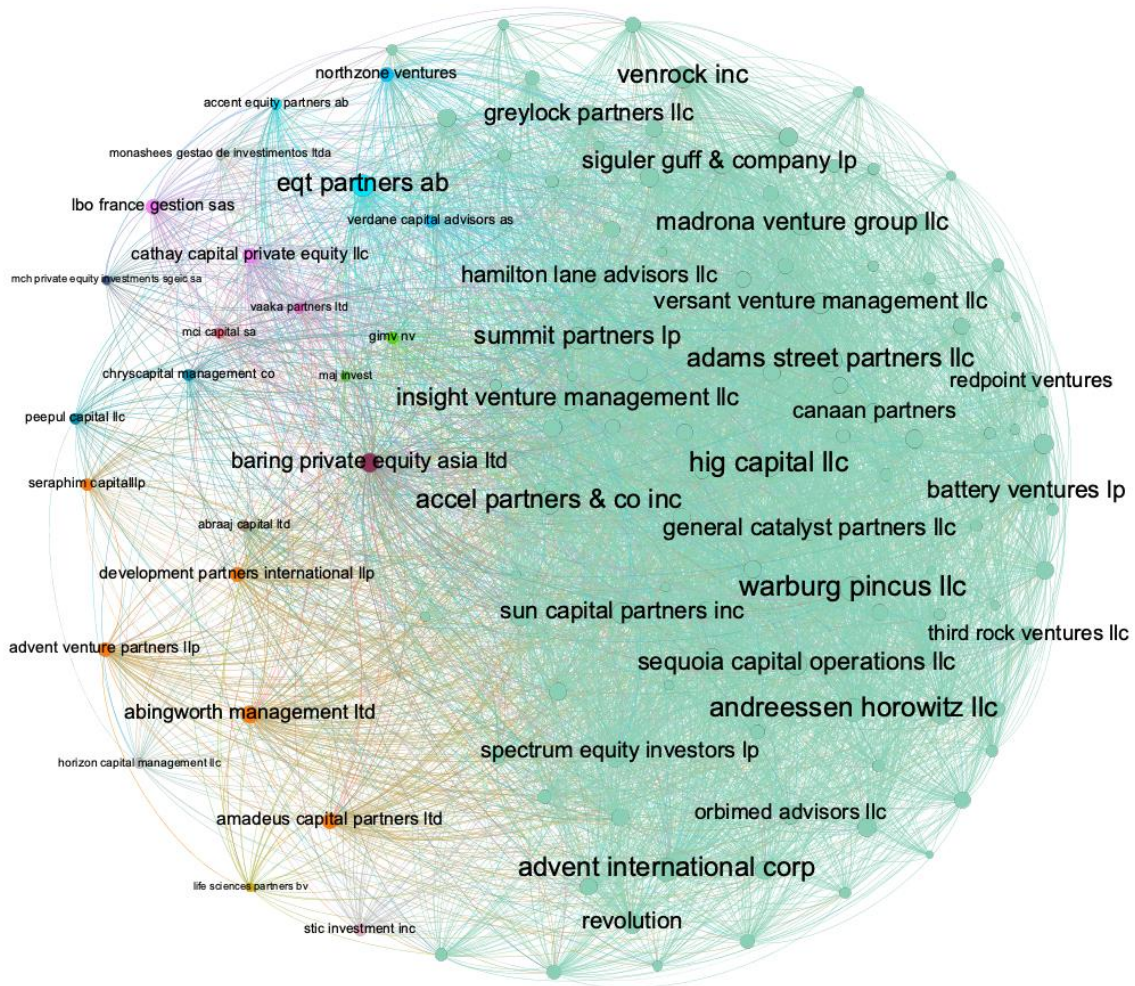 northzone ventures
venrock inc
accent equity partners ab
greylock partners llc
monashees gestao de investimentos ltda
siguler guff & company lp
eqt partners ab
lbo france gestion sas
verdane capital advisors as
madrona venture group llc
cathay capital private equity llc
mch private equity investments sgeic sa
hamilton lane advisors llc
vaaka partners ltd
versant venture management llc
mci capital sa
gimv nv
summit partners lp
adams street partners llc
chryscapital management co
maj invest
redpoint ventures
insight venture management llc
canaan partners
peepul capital llc
baring private equity asia ltd
hig capital llc
seraphim capitalllp
accel partners & co inc
battery ventures lp
abraaj capital ltd
general catalyst partners llc
development partners international llp
warburg pincus llc
sun capital partners inc
third rock ventures llc
advent venture partners llp
sequoia capital operations llc
abingworth management ltd
andreessen horowitz llc
spectrum equity investors lp
horizon capital management llc
orbimed advisors llc
amadeus capital partners ltd
advent international corp
life sciences partners bv
revolution
stic investment inc